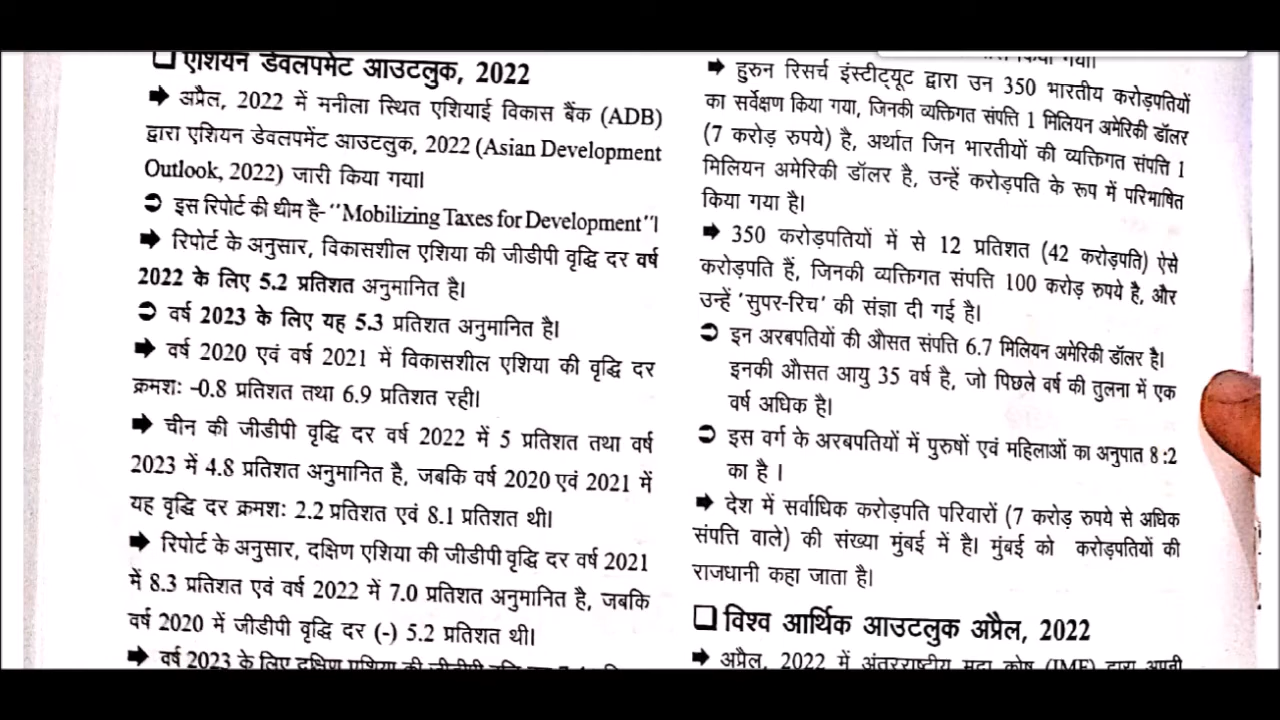 ❑ एशियन डेवलपमेंट आउटलुक, 2022
➡ अप्रैल, 2022 में मनीला स्थित एशियाई विकास बैंक (ADB)
द्वारा एशियन डेवलपमेंट आउटलुक, 2022 (Asian Development
Outlook, 2022) जारी किया गया।
➲ इस रिपोर्ट की थीम है- "Mobilizing Taxes for Development"।
➡ रिपोर्ट के अनुसार, विकासशील एशिया की जीडीपी वृद्धि दर वर्ष
2022 के लिए 5.2 प्रतिशत अनुमानित है।
➲ वर्ष 2023 के लिए यह 5.3 प्रतिशत अनुमानित है।
➡ वर्ष 2020 एवं वर्ष 2021 में विकासशील एशिया की वृद्धि दर
क्रमशः -0.8 प्रतिशत तथा 6.9 प्रतिशत रही।
➡ चीन की जीडीपी वृद्धि दर वर्ष 2022 में 5 प्रतिशत तथा वर्ष
2023 में 4.8 प्रतिशत अनुमानित है, जबकि वर्ष 2020 एवं 2021 में
यह वृद्धि दर क्रमशः 2.2 प्रतिशत एवं 8.1 प्रतिशत थी।
➡ रिपोर्ट के अनुसार, दक्षिण एशिया की जीडीपी वृद्धि दर वर्ष 2021
में 8.3 प्रतिशत एवं वर्ष 2022 में 7.0 प्रतिशत अनुमानित है, जबकि
वर्ष 2020 में जीडीपी वृद्धि दर (-) 5.2 प्रतिशत थी।
➡ वर्ष 2023 के लिए दक्षिण एशिया की जीडीपी
किया गया।
➡ हुरुन रिसर्च इंस्टीट्यूट द्वारा उन 350 भारतीय करोड़पतियों
का सर्वेक्षण किया गया, जिनकी व्यक्तिगत संपत्ति 1 मिलियन अमेरिकी डॉलर
(7 करोड़ रुपये) है, अर्थात जिन भारतीयों की व्यक्तिगत संपत्ति 1
मिलियन अमेरिकी डॉलर है, उन्हें करोड़पति के रूप में परिभाषित
किया गया है।
➡ 350 करोड़पतियों में से 12 प्रतिशत (42 करोड़पति) ऐसे
करोड़पति हैं, जिनकी व्यक्तिगत संपत्ति 100 करोड़ रुपये है, और
उन्हें 'सुपर-रिच' की संज्ञा दी गई है।
➲ इन अरबपतियों की औसत संपत्ति 6.7 मिलियन अमेरिकी डॉलर है।
इनकी औसत आयु 35 वर्ष है, जो पिछले वर्ष की तुलना में एक
वर्ष अधिक है।
➲ इस वर्ग के अरबपतियों में पुरुषों एवं महिलाओं का अनुपात 8 :2
का है ।
➡ देश में सर्वाधिक करोड़पति परिवारों (7 करोड़ रुपये से अधिक
संपत्ति वाले) की संख्या मुंबई में है। मुंबई को करोड़पतियों की
राजधानी कहा जाता है।
❑ विश्व आर्थिक आउटलुक अप्रैल, 2022
➡ अप्रैल, 2022 में अंतरराष्ट्रीय मुद्रा कोष (IMF) द्वारा अपनी